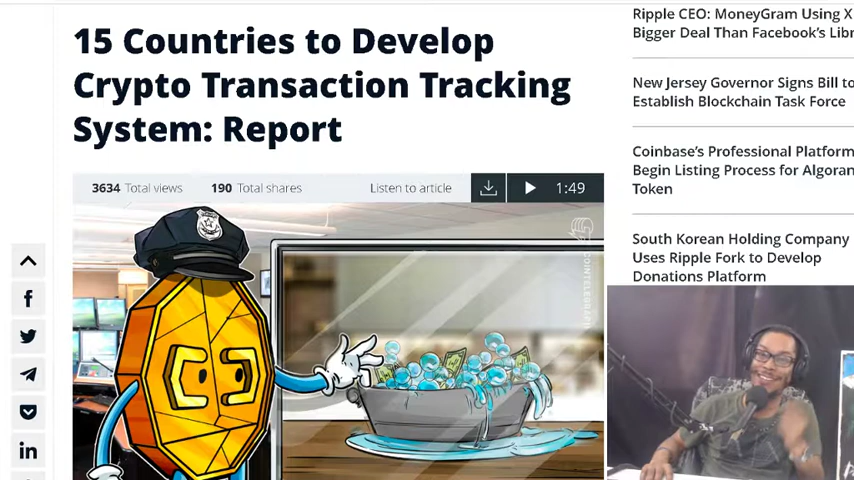 15 Countries to Develop
Crypto Transaction Tracking
System: Report
3634 Total views
190 Total shares
Listen to article
1:49
COINTELEGRAPH
Ripple CEO: MoneyGram Using X
Bigger Deal Than Facebook's Libr
New Jersey Governor Signs Bill to
Establish Blockchain Task Force
Coinbase's Professional Platform
Begin Listing Process for Algoran
Token
South Korean Holding Company
Uses Ripple Fork to Develop
Donations Platform